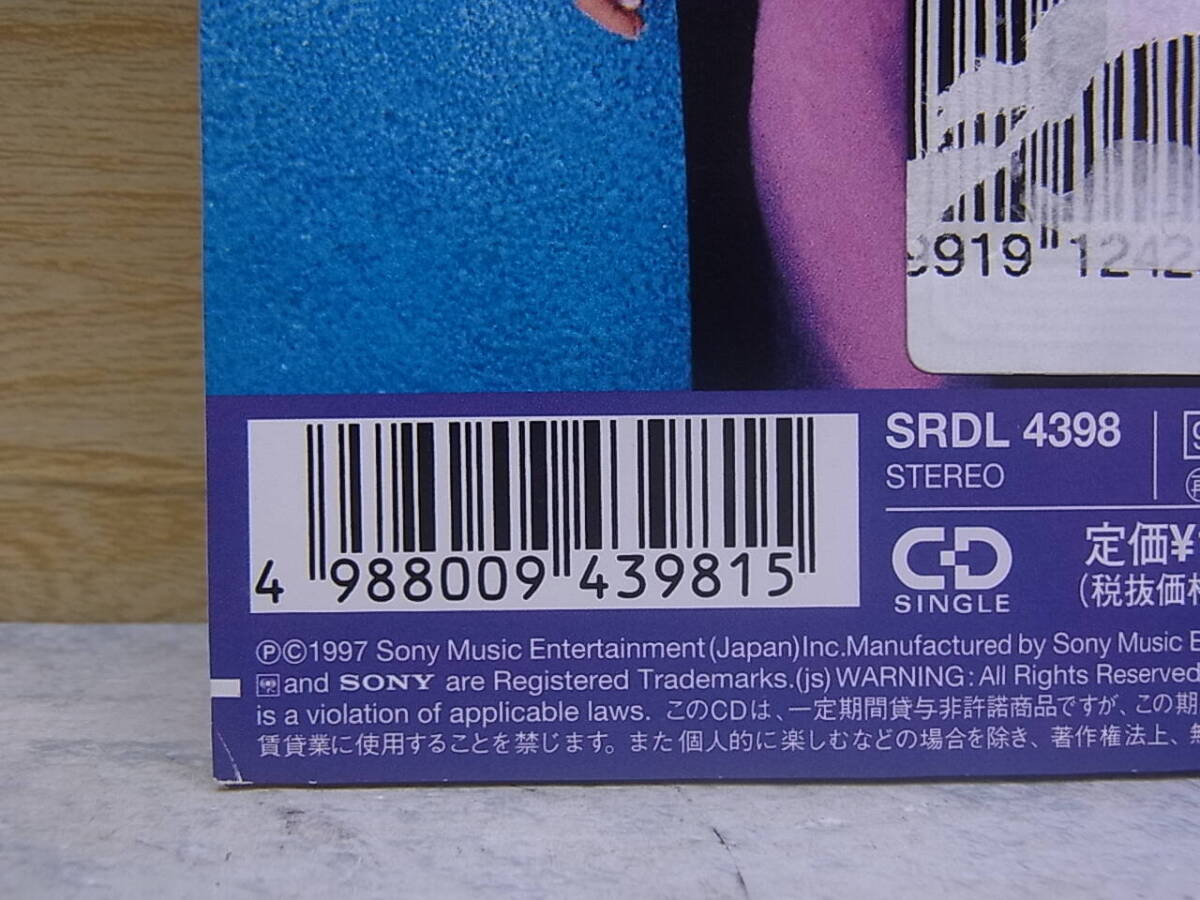 9919 1242
SRDL 4398
STEREO
4 988009 439815
CD
SINGLE
定価¥
(税抜価格
Ⓟ©1997 Sony Music Entertainment(Japan)Inc.Manufactured by Sony Music E
and SONY are Registered Trademarks.(js) WARNING: All Rights Reserved
is a violation of applicable laws. このCDは、一定期間貸与非許諾商品ですが、この期
賃貸業に使用することを禁じます。また個人的に楽しむなどの場合を除き、著作権法上、無